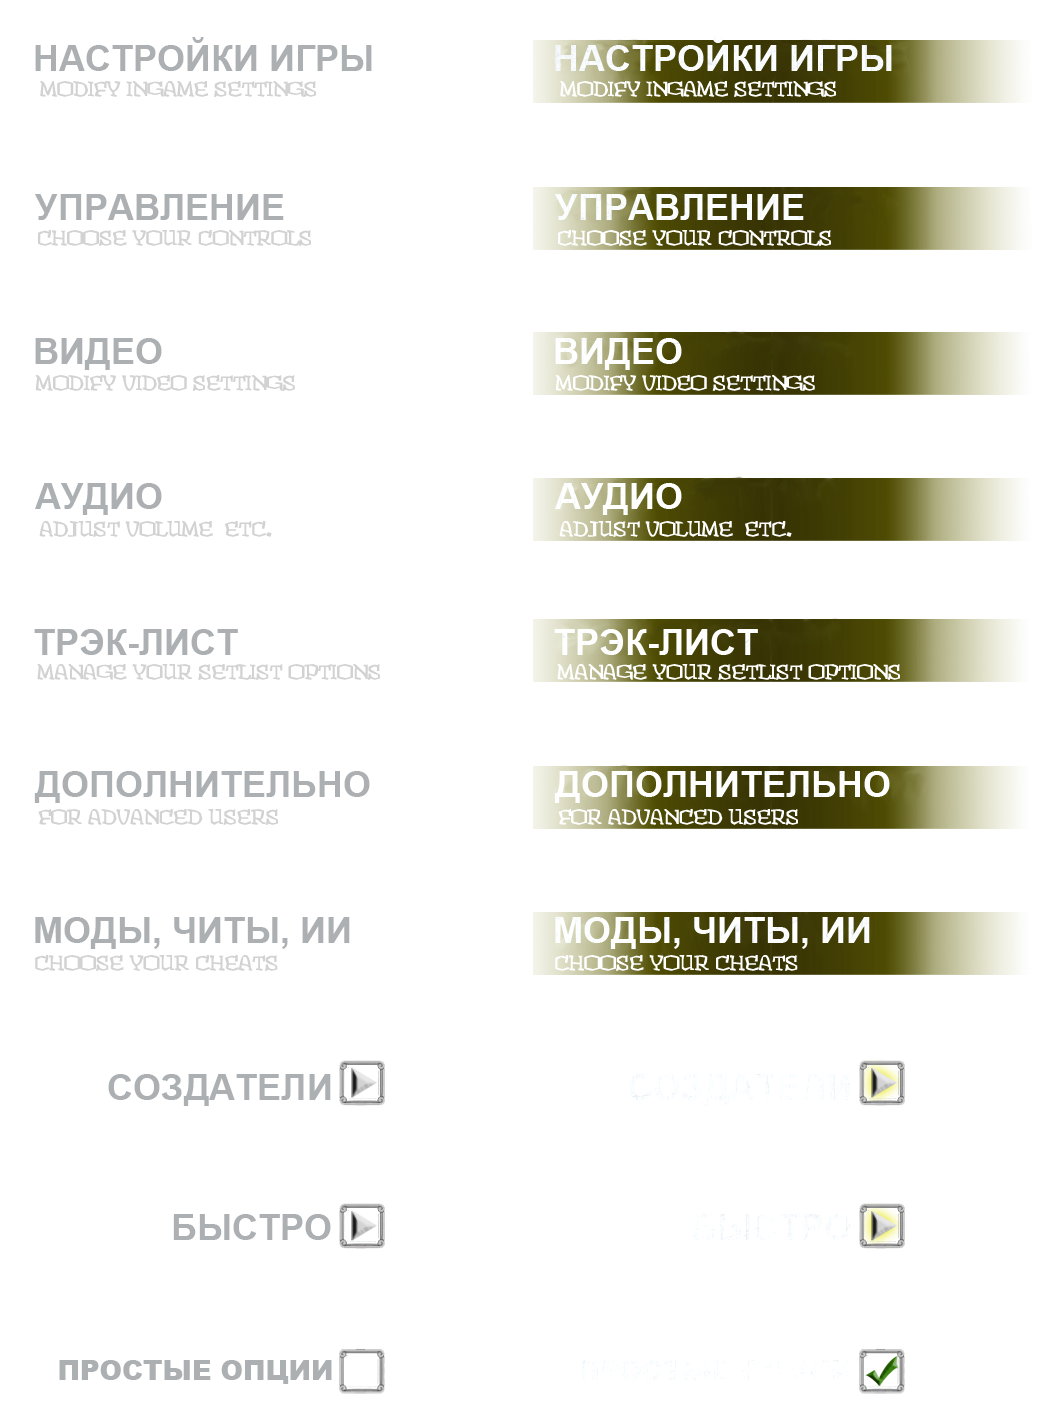 НАСТРОЙКИ ИГРЫ
MODIFY INGAME SETTINGS
НАСТРОЙКИ ИГРЫ
MODIFY INGAME SETTINGS
УПРАВЛЕНИЕ
CHOOSE YOUR CONTROLS
УПРАВЛЕНИЕ
CHOOSE YOUR CONTROLS
ВИДЕО
MODIFY VIDEO SETTINGS
ВИДЕО
MODIFY VIDEO SETTINGS
АУДИО
ADJUST VOLUME ETC.
АУДИО
ADJUST VOLUME ETC.
ТРЭК-ЛИСТ
MANAGE YOUR SETLIST OPTIONS
ТРЭК-ЛИСТ
MANAGE YOUR SETLIST OPTIONS
ДОПОЛНИТЕЛЬНО
FOR ADVANCED USERS
ДОПОЛНИТЕЛЬНО
FOR ADVANCED USERS
МОДЫ, ЧИТЫ, ИИ
CHOOSE YOUR CHEATS
МОДЫ, ЧИТЫ, ИИ
CHOOSE YOUR CHEATS
СОЗДАТЕЛИ
СОЗДАТЕЛИ
БЫСТРО
БЫСТРО
ПРОСТЫЕ ОПЦИИ